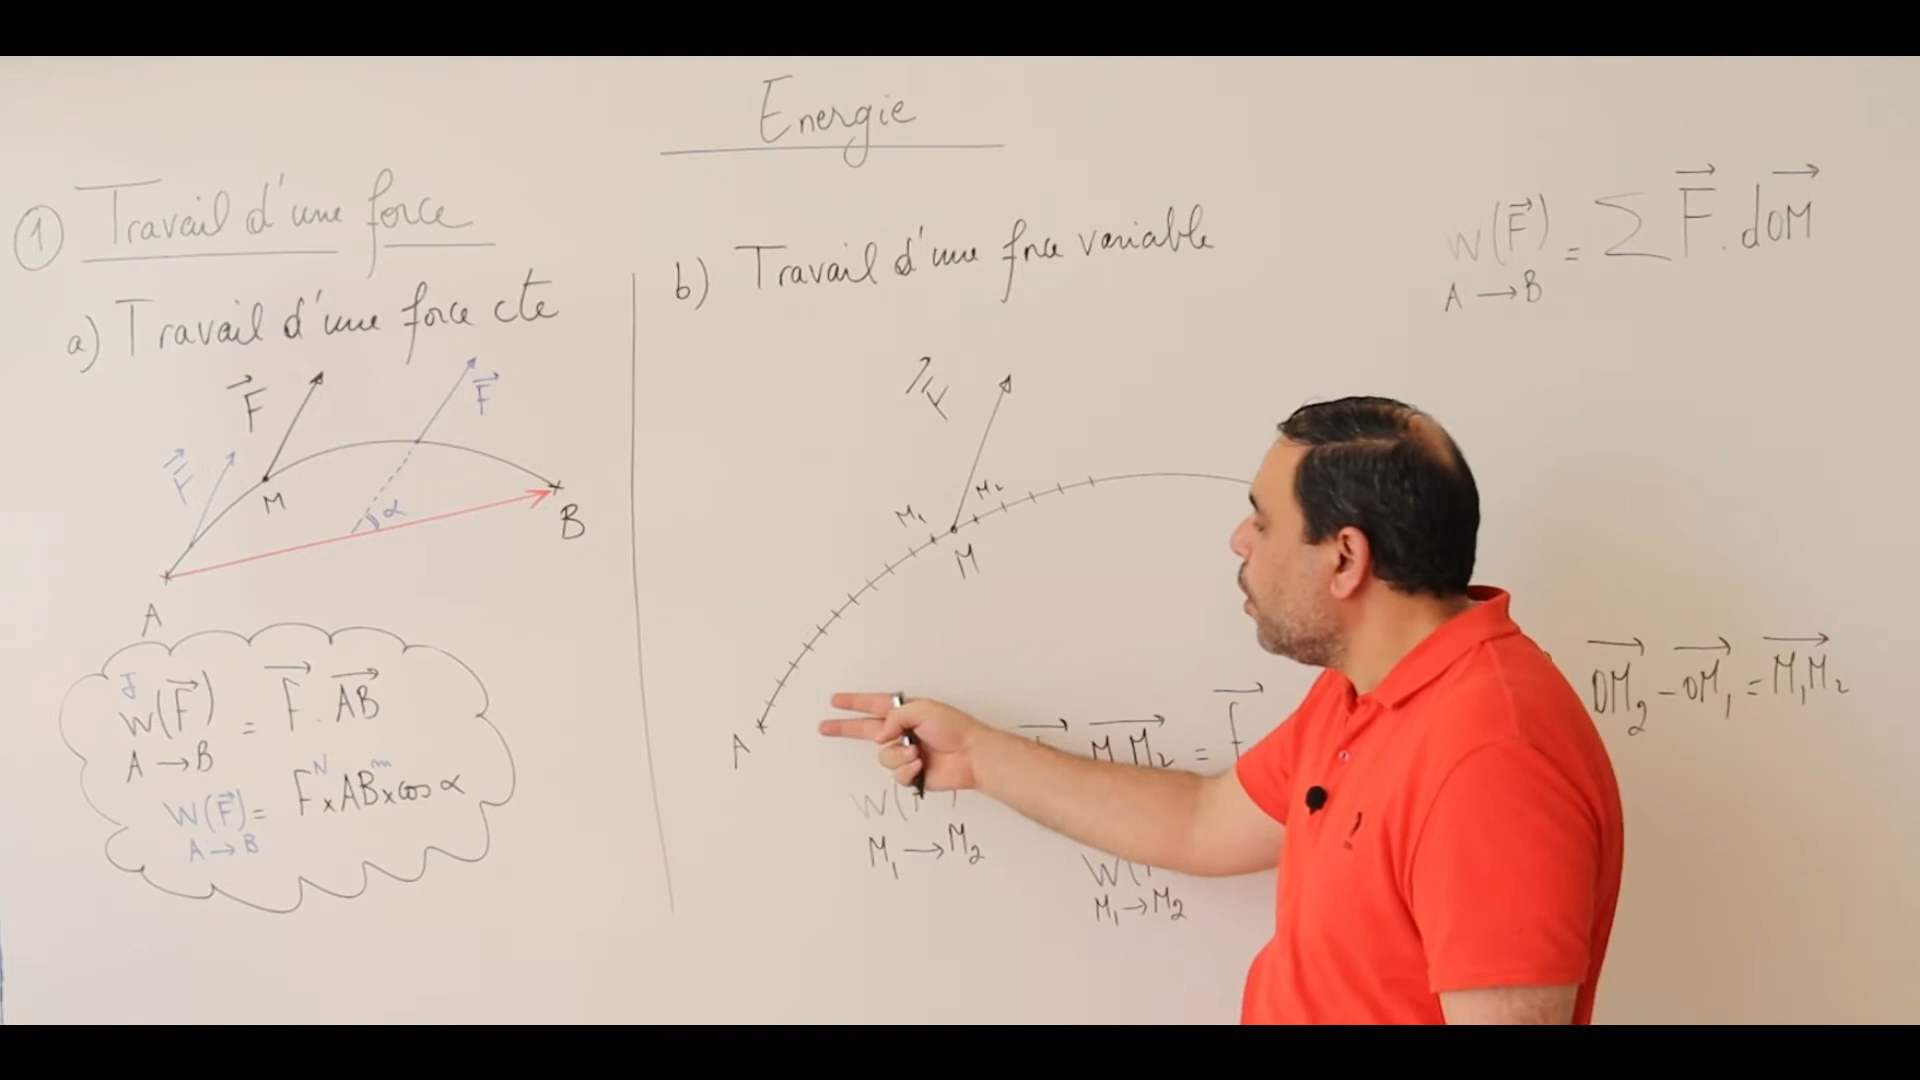 Energie
① Travail d'une force
a) Travail d'une force cte
F⃗
F⃗
F⃗
M
α
A
B
J
W(F⃗) = F⃗ . AB⃗
A → B
N m
W(F⃗) = F x AB x cos α
A → B
b) Travail d'une force variable
W(F⃗) = Σ F⃗ . dOM⃗
A → B
F⃗
M₁
M₂
M
A
OM₂⃗ - OM₁⃗ = M₁M₂⃗
M₁M₂⃗ =
W(
M₁ → M₂
W(
M₁ → M₂